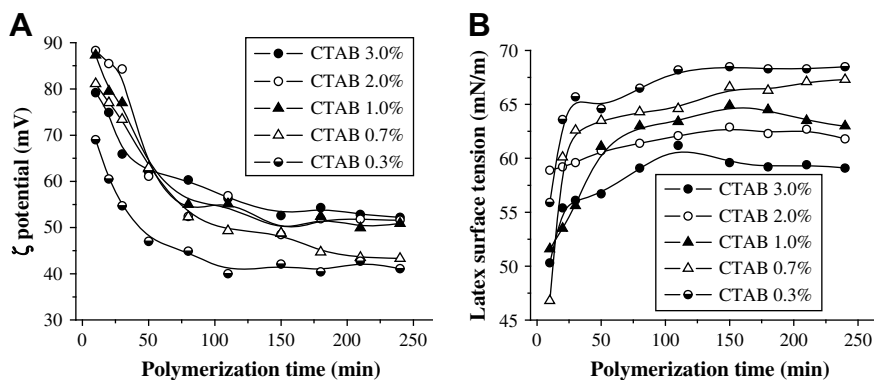 A
90
80
70
60
50
40
30
ζ potential (mV)
CTAB 3.0%
CTAB 2.0%
CTAB 1.0%
CTAB 0.7%
CTAB 0.3%
0 50 100 150 200 250
Polymerization time (min)
B
70
65
60
55
50
45
Latex surface tension (mN/m)
CTAB 3.0%
CTAB 2.0%
CTAB 1.0%
CTAB 0.7%
CTAB 0.3%
0 50 100 150 200 250
Polymerization time (min)